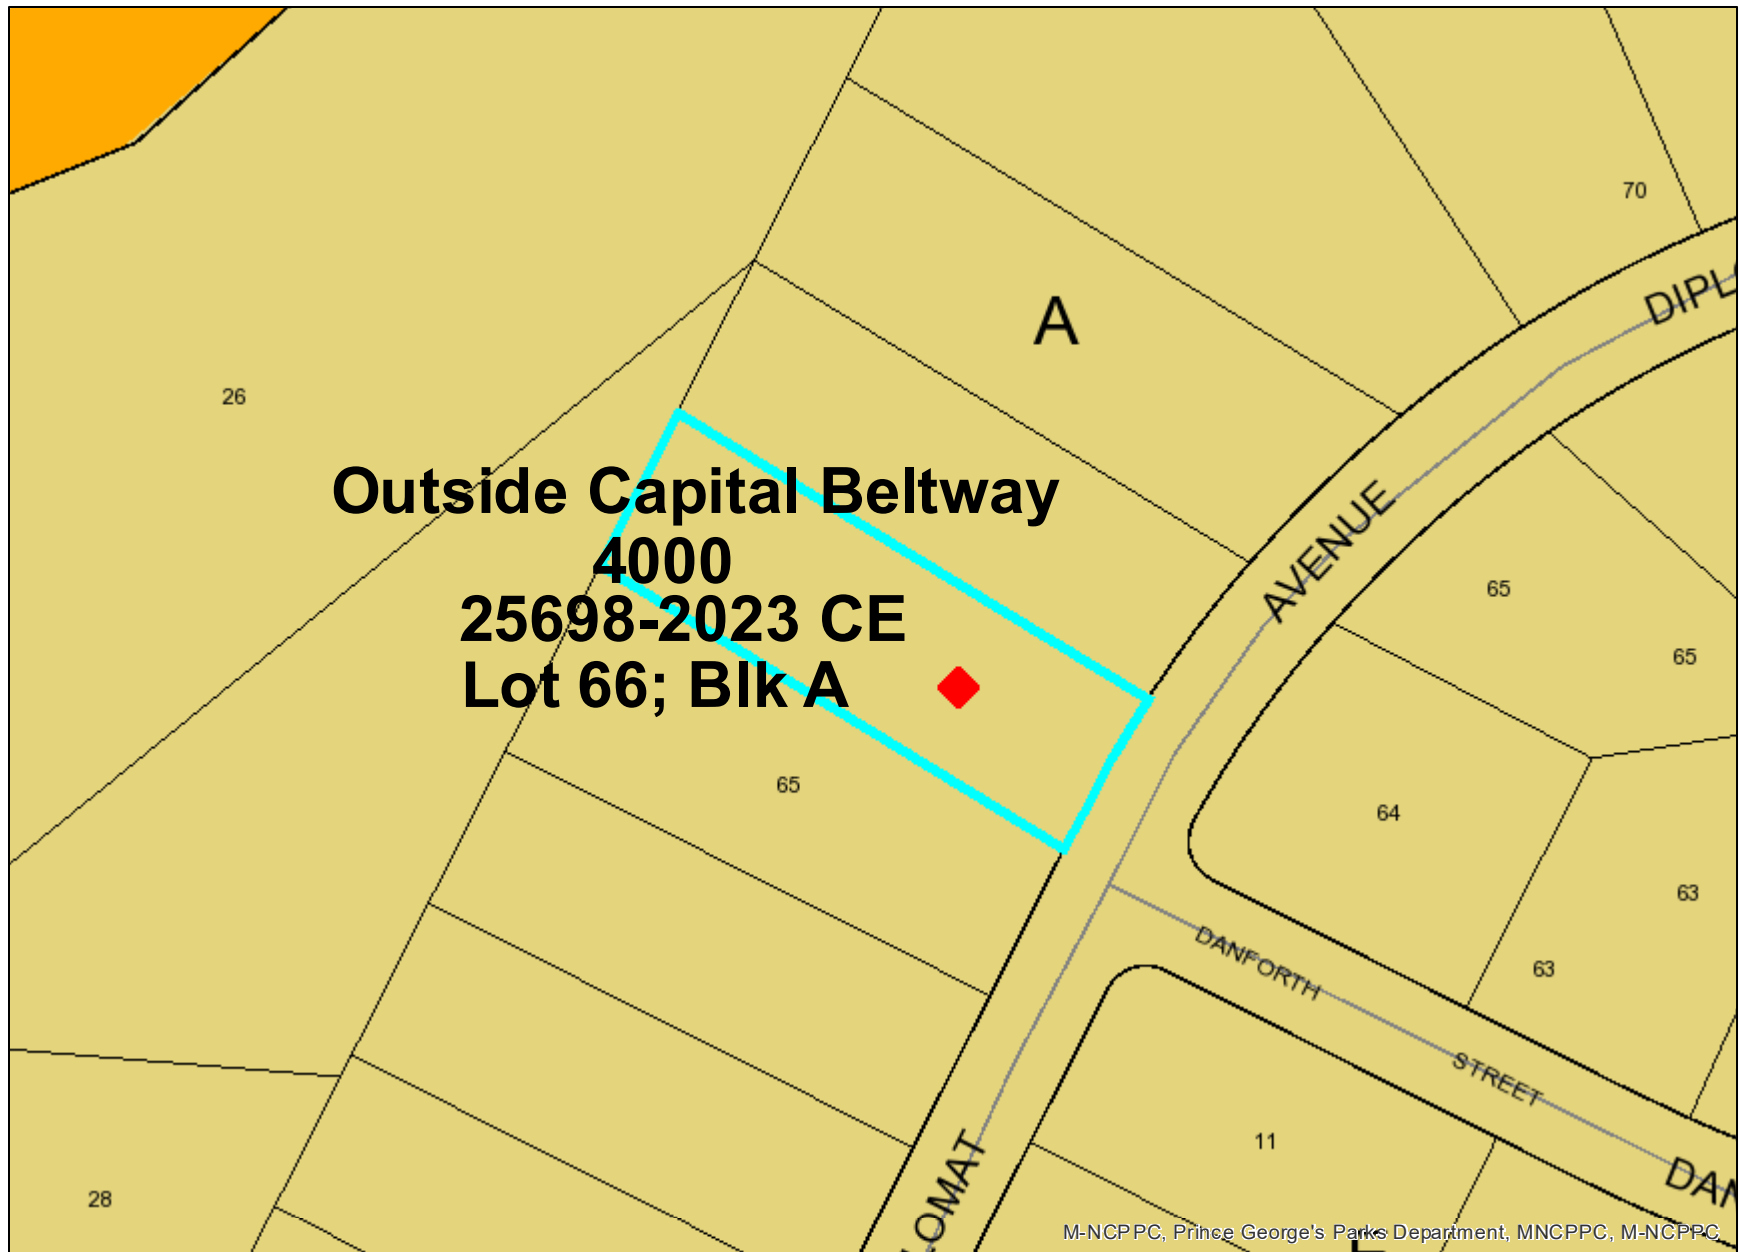 70
DIPL
A
26
Outside Capital Beltway
4000
25698-2023 CE
Lot 66; Blk A
AVENUE
65
65
65
64
63
63
DANFORTH
STREET
11
LOMAT
28
DAN
M-NCPPC, Prince George's Parks Department, MNCPPC, M-NCPPC